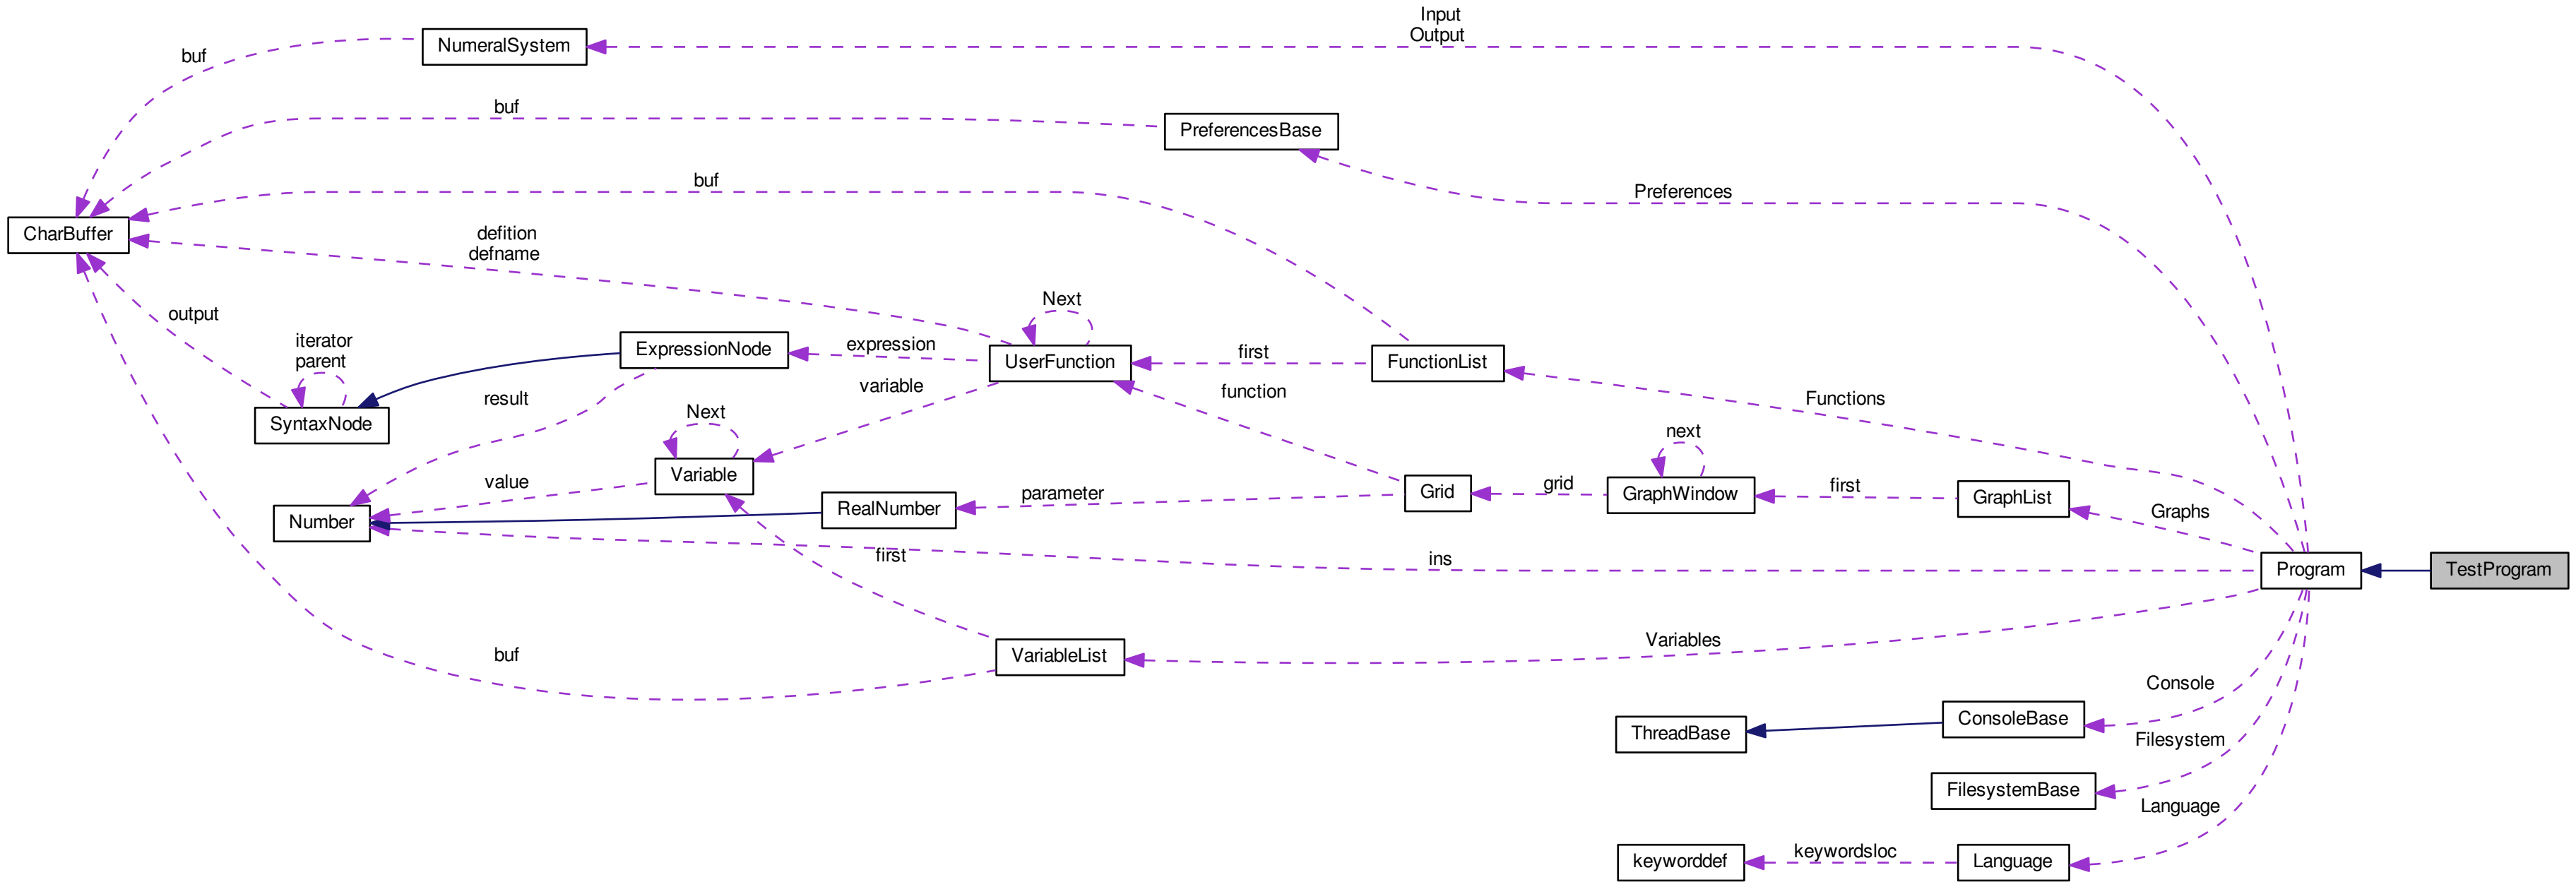 Input
Output
NumeralSystem
buf
buf
PreferencesBase
buf
Preferences
CharBuffer
defition
defname
output
Next
iterator
parent
ExpressionNode
expression
UserFunction
first
FunctionList
variable
function
result
Functions
SyntaxNode
Next
next
Variable
value
parameter
Grid
grid
GraphWindow
first
GraphList
RealNumber
Graphs
Number
first
ins
Program
TestProgram
Variables
buf
VariableList
Console
ConsoleBase
ThreadBase
Filesystem
FilesystemBase
Language
keyworddef
keywordsloc
Language